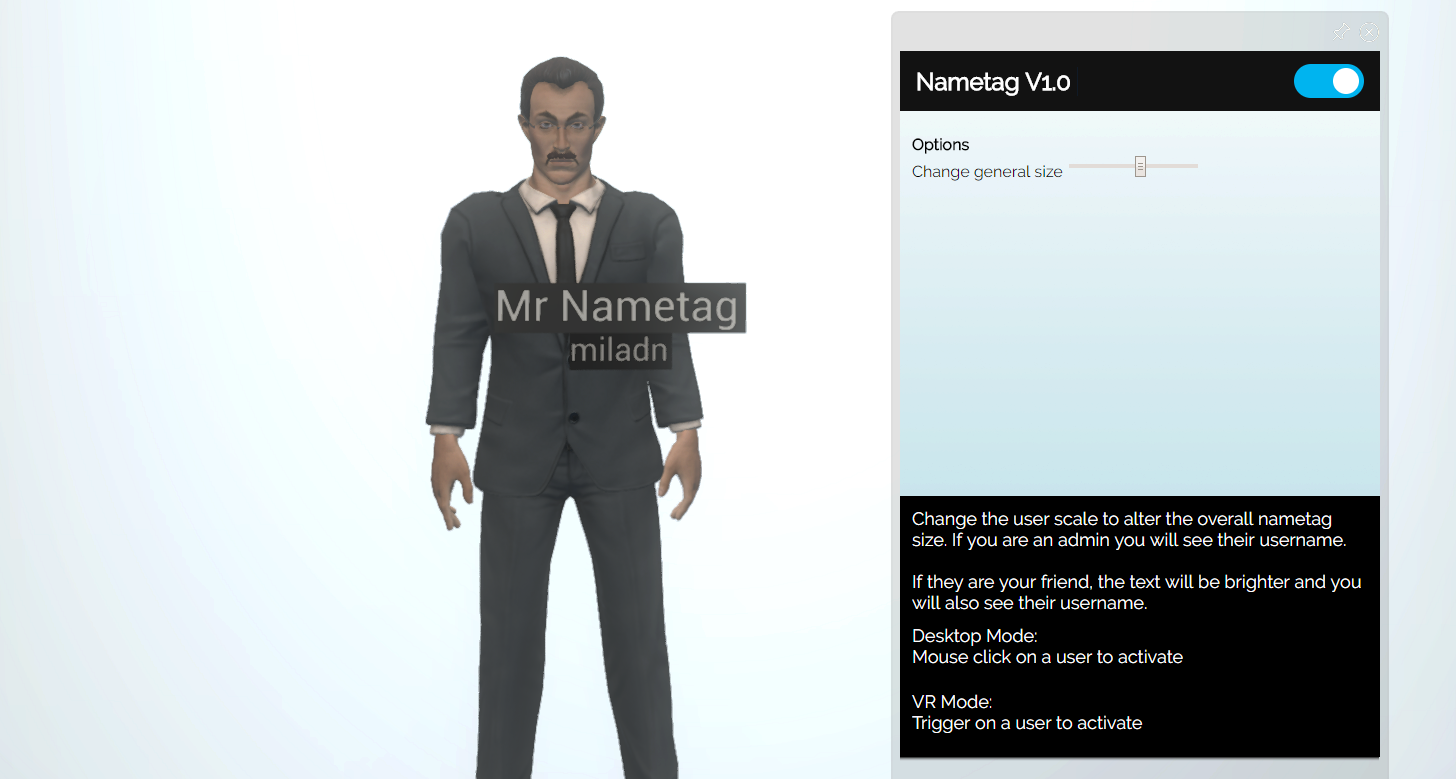 Nametag V1.0
Options
Change general size
Mr Nametag
miladn
Change the user scale to alter the overall nametag
size. If you are an admin you will see their username.
If they are your friend, the text will be brighter and you
will also see their username.
Desktop Mode:
Mouse click on a user to activate
VR Mode:
Trigger on a user to activate